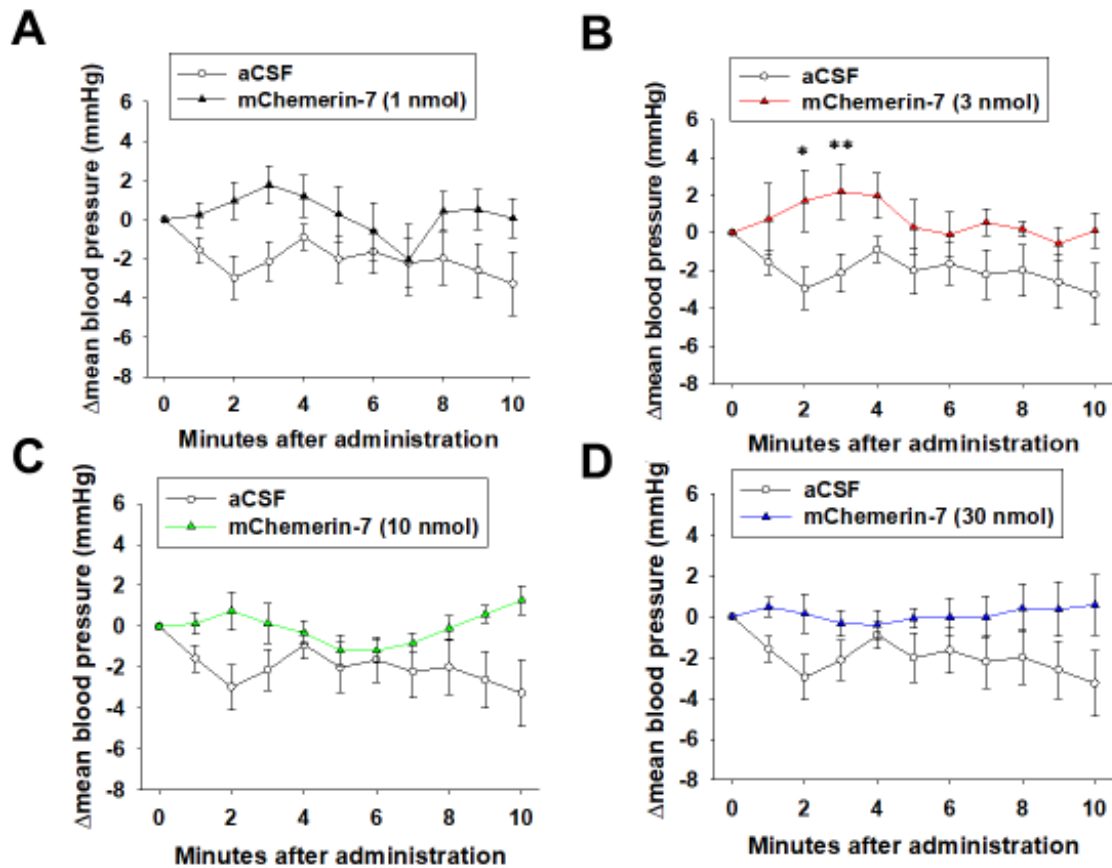 A
aCSF
mChemerin-7 (1 nmol)
Δmean blood pressure (mmHg)
6
4
2
0
-2
-4
-6
-8
0 2 4 6 8 10
Minutes after administration
B
aCSF
mChemerin-7 (3 nmol)
Δmean blood pressure (mmHg)
6
4
2
0
-2
-4
-6
-8
* **
0 2 4 6 8 10
Minutes after administration
C
aCSF
mChemerin-7 (10 nmol)
Δmean blood pressure (mmHg)
6
4
2
0
-2
-4
-6
-8
0 2 4 6 8 10
Minutes after administration
D
aCSF
mChemerin-7 (30 nmol)
Δmean blood pressure (mmHg)
6
4
2
0
-2
-4
-6
-8
0 2 4 6 8 10
Minutes after administration